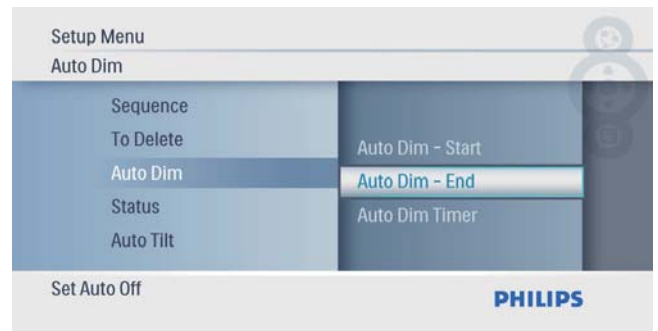 Setup Menu
Auto Dim
Sequence
To Delete
Auto Dim
Status
Auto Tilt
Auto Dim - Start
Auto Dim - End
Auto Dim Timer
Set Auto Off
PHILIPS